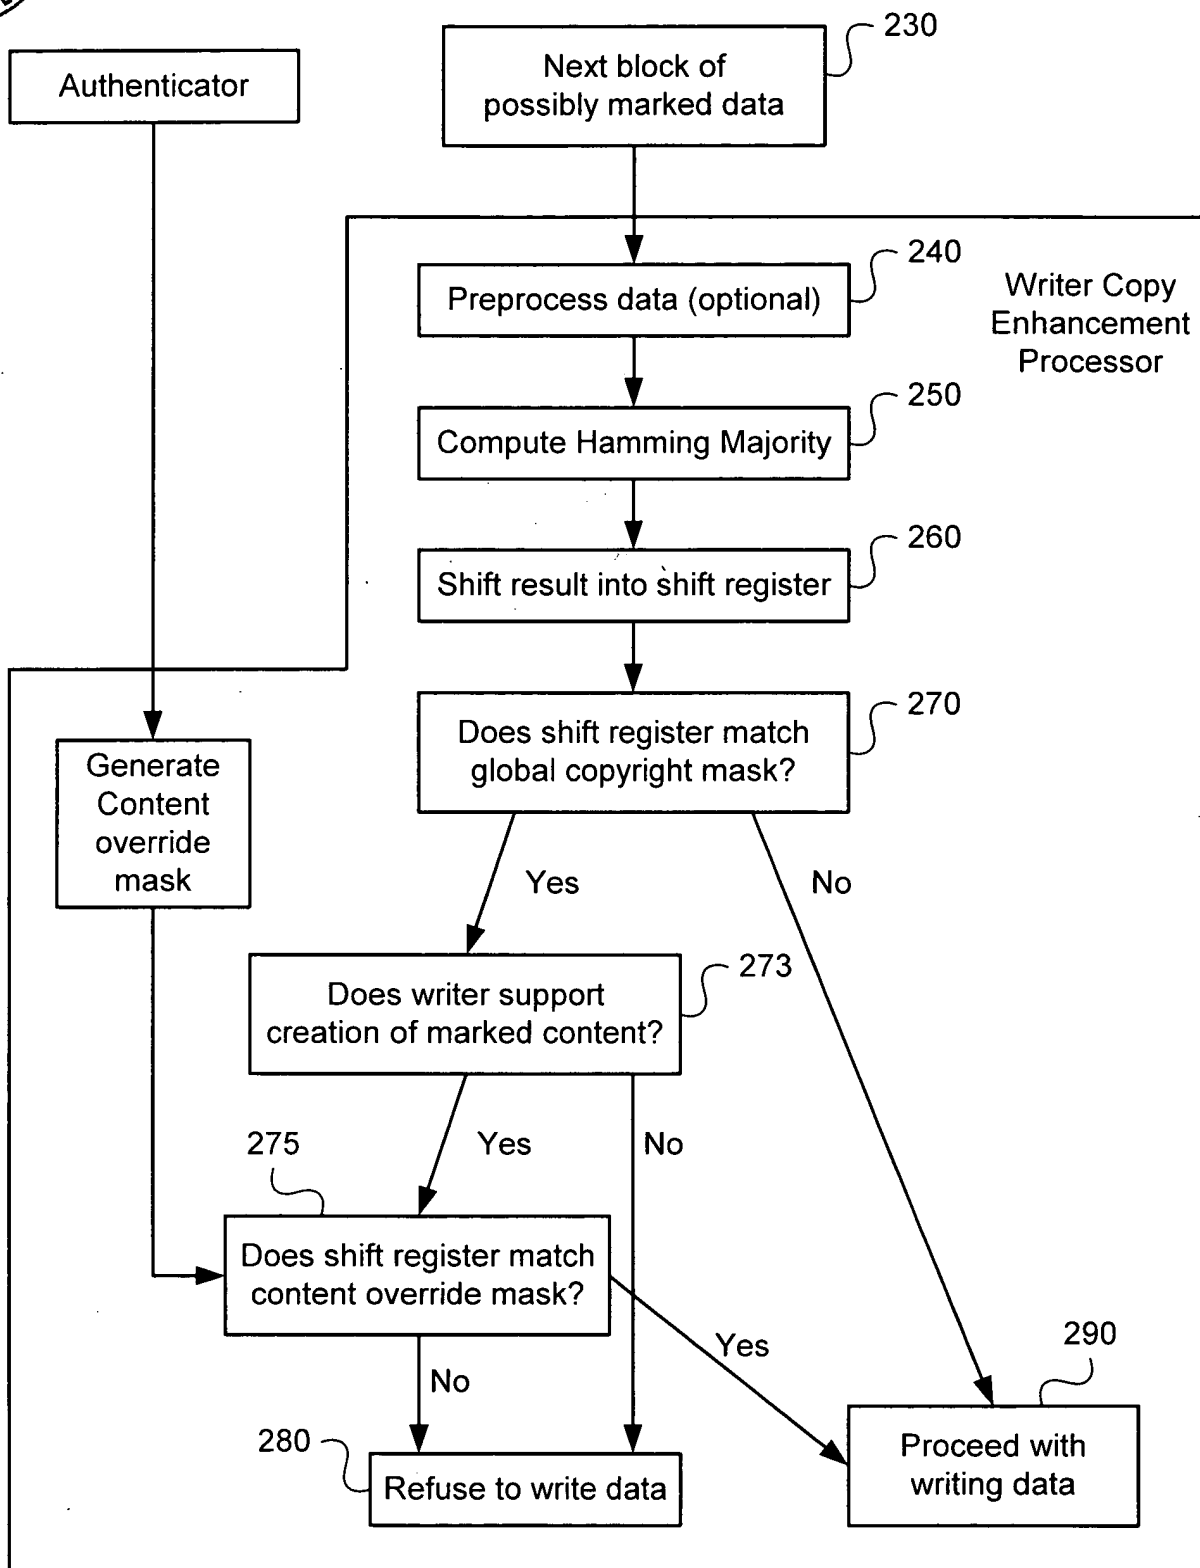 230
Authenticator
Next block of
possibly marked data
240
Preprocess data (optional)
Writer Copy
Enhancement
Processor
250
Compute Hamming Majority
260
Shift result into shift register
270
Does shift register match
global copyright mask?
Generate
Content
override
mask
Yes
No
273
Does writer support
creation of marked content?
275
Yes
No
Does shift register match
content override mask?
Yes
290
No
280
Refuse to write data
Proceed with
writing data